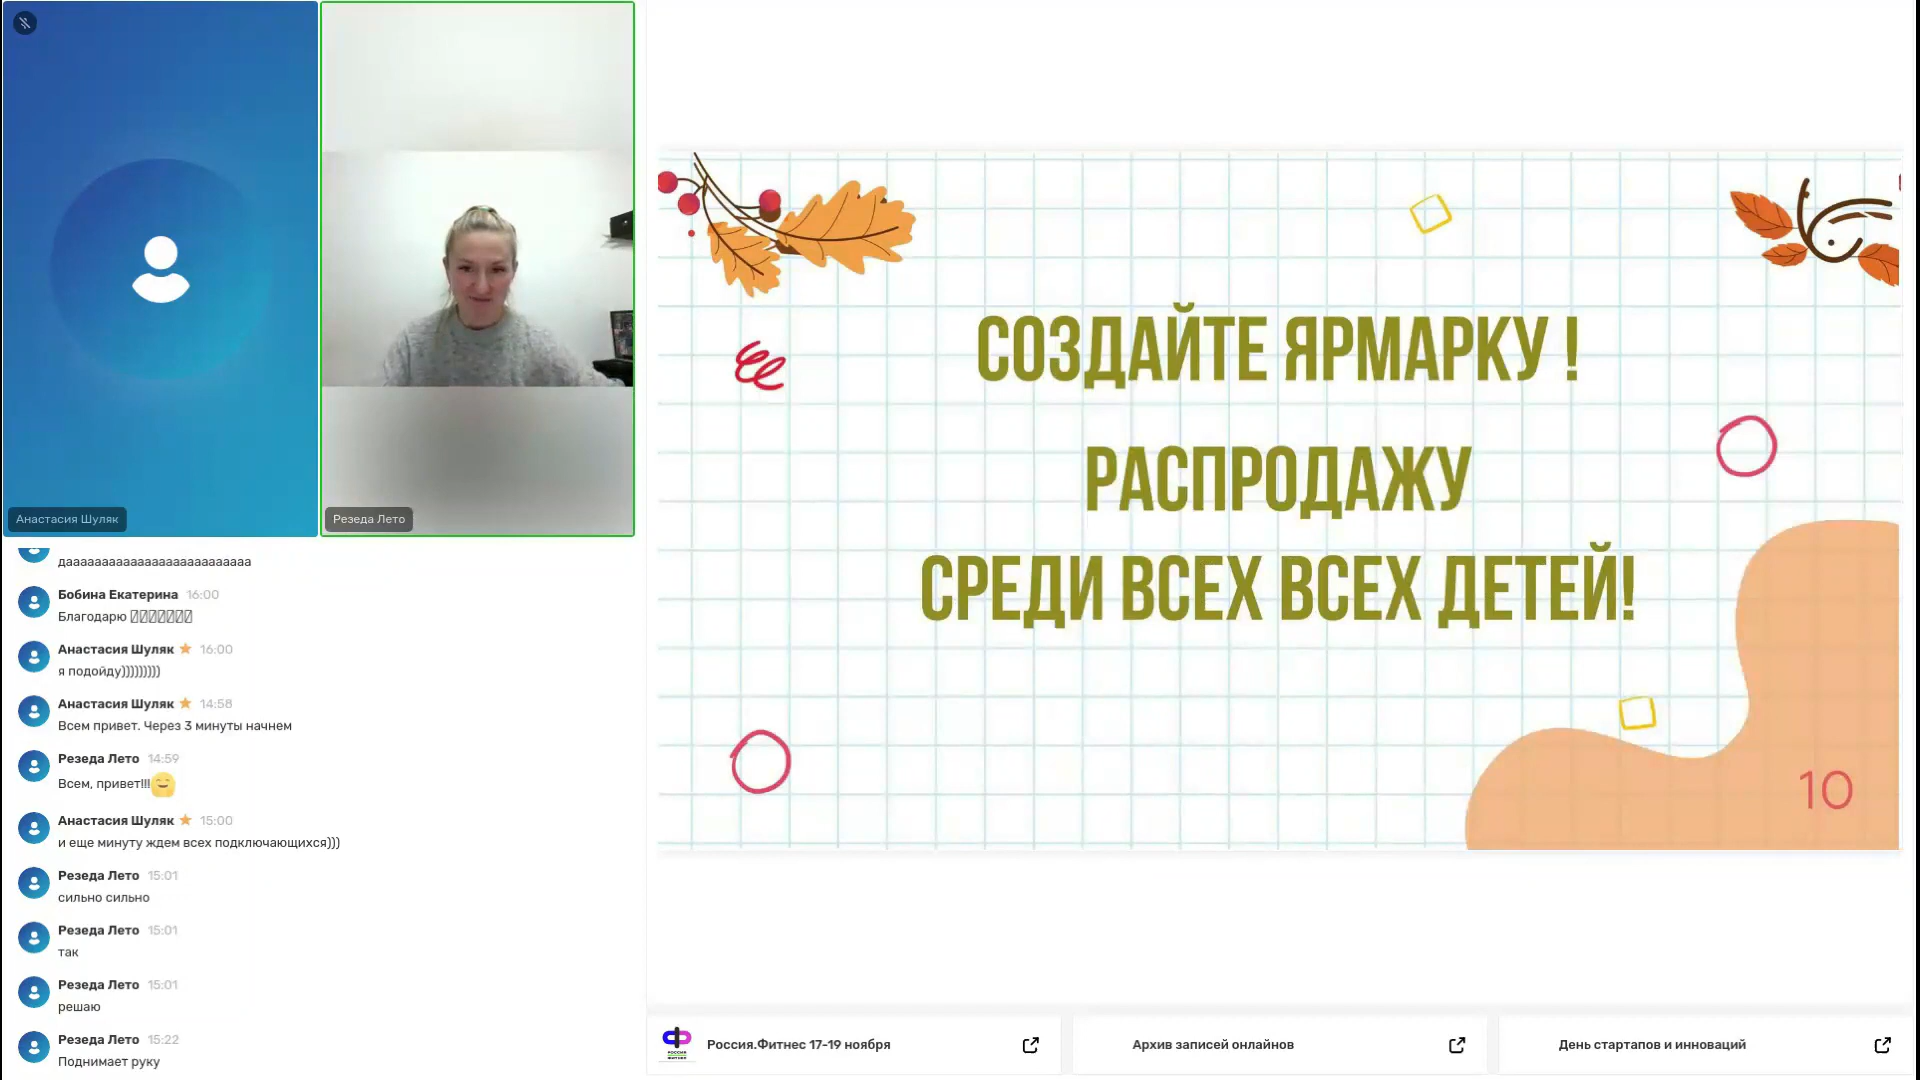 Анастасия Шуляк
Резеда Лето
дааааааааааааааааааааааааааа
Бобина Екатерина 16:00
Благодарю
Анастасия Шуляк 16:00
я подойду)))))))))
Анастасия Шуляк 14:58
Всем привет. Через 3 минуты начнем
Резеда Лето 14:59
Всем, привет!!!
Анастасия Шуляк 15:00
и еще минуту ждем всех подключающихся)))
Резеда Лето 15:01
сильно сильно
Резеда Лето 15:01
так
Резеда Лето 15:01
решаю
Резеда Лето 15:22
Поднимает руку
СОЗДАЙТЕ ЯРМАРКУ !
РАСПРОДАЖУ
СРЕДИ ВСЕХ ВСЕХ ДЕТЕЙ!
10
РОССИЯ
ФИТНЕС
Россия.Фитнес 17-19 ноября
Архив записей онлайнов
День стартапов и инноваций